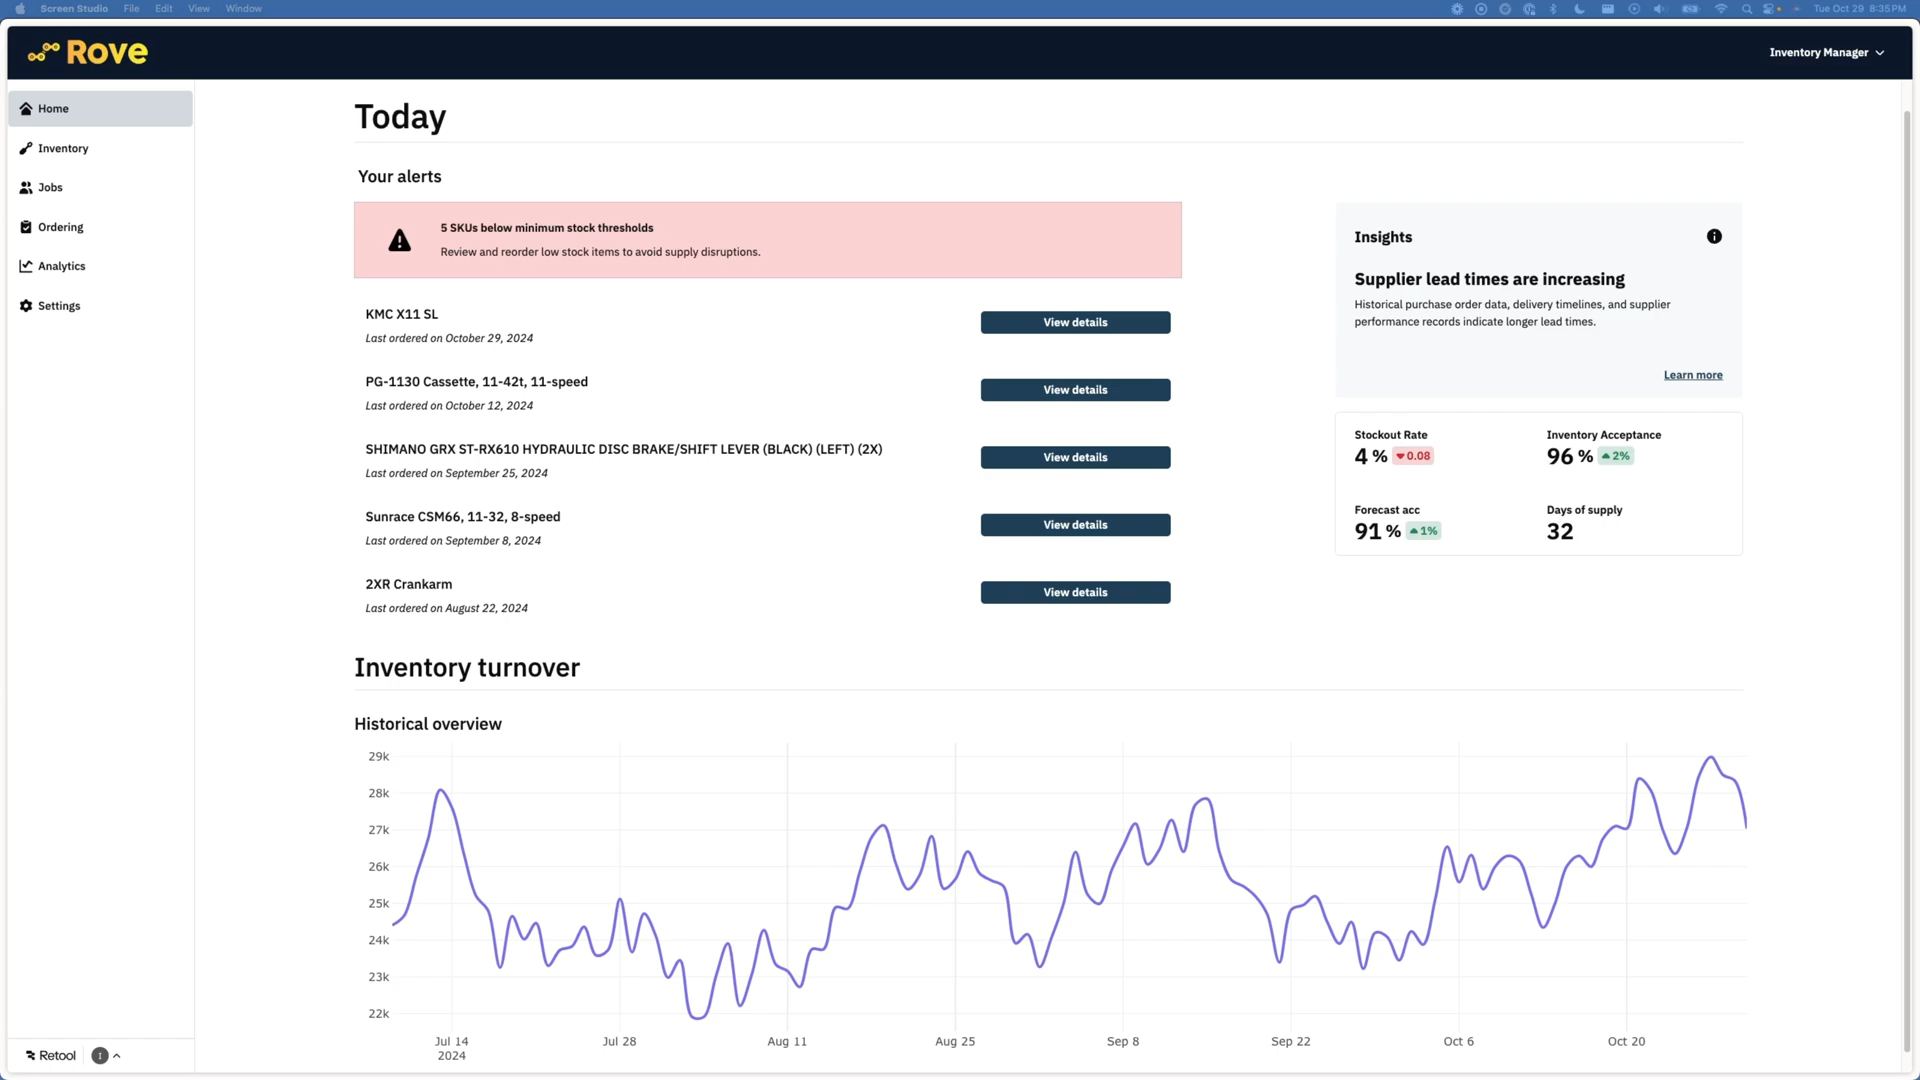 Screen Studio File Edit View Window
Tue Oct 29 8:35 PM
Rove
Inventory Manager
Home
Inventory
Jobs
Ordering
Analytics
Settings
Today
Your alerts
5 SKUs below minimum stock thresholds
Review and reorder low stock items to avoid supply disruptions.
KMC X11 SL
Last ordered on October 29, 2024
View details
PG-1130 Cassette, 11-42t, 11-speed
Last ordered on October 12, 2024
View details
SHIMANO GRX ST-RX610 HYDRAULIC DISC BRAKE/SHIFT LEVER (BLACK) (LEFT) (2X)
Last ordered on September 25, 2024
View details
Sunrace CSM66, 11-32, 8-speed
Last ordered on September 8, 2024
View details
2XR Crankarm
Last ordered on August 22, 2024
View details
Insights
Supplier lead times are increasing
Historical purchase order data, delivery timelines, and supplier
performance records indicate longer lead times.
Learn more
Stockout Rate
4 % 0.08
Inventory Acceptance
96 % 2%
Forecast acc
91 % 1%
Days of supply
32
Inventory turnover
Historical overview
29k
28k
27k
26k
25k
24k
23k
22k
Jul 14
2024
Jul 28
Aug 11
Aug 25
Sep 8
Sep 22
Oct 6
Oct 20
Retool
I